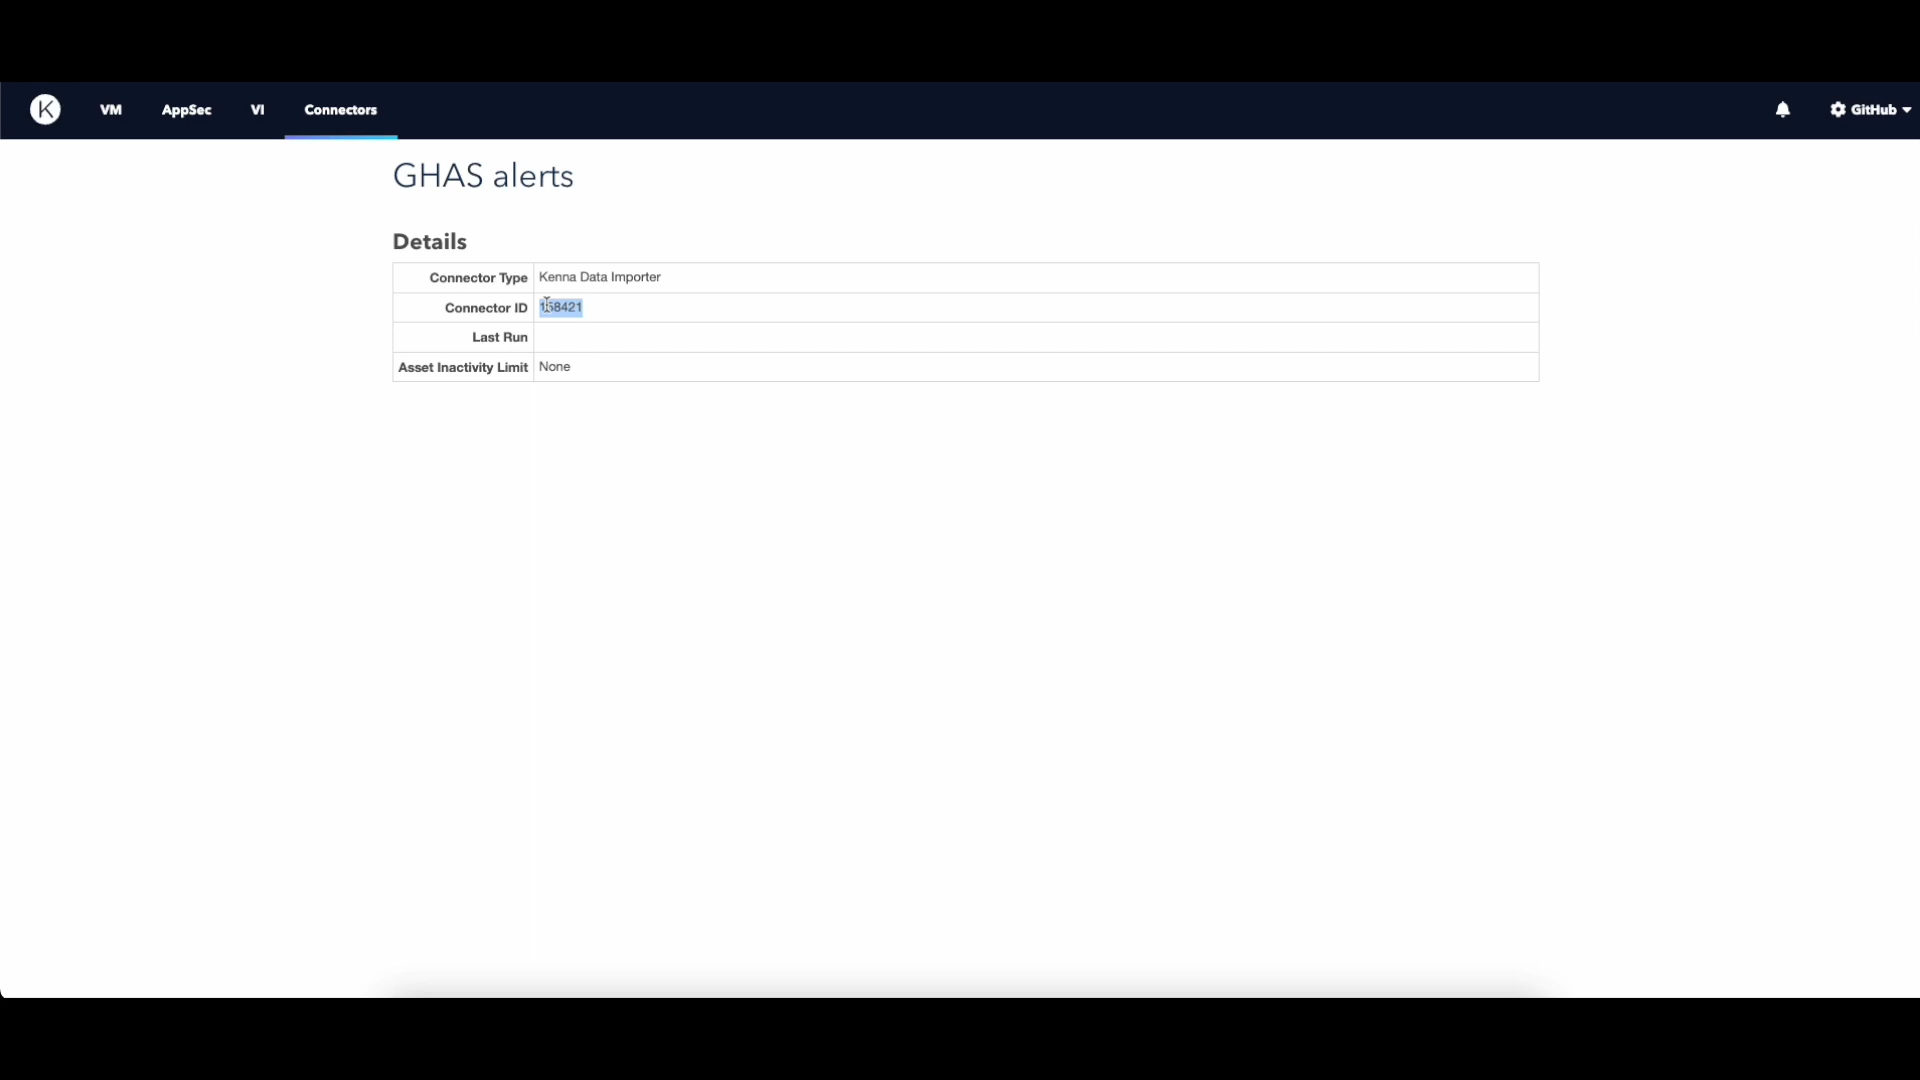 K VM AppSec VI Connectors GitHub
GHAS alerts
Details
Connector Type Kenna Data Importer
Connector ID 158421
Last Run
Asset Inactivity Limit None